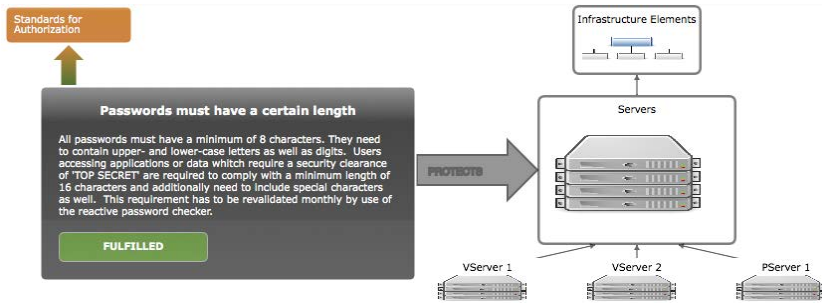 Standards for
Authorization
Infrastructure Elements
Passwords must have a certain length
All passwords must have a minimum of 8 characters. They need
to contain upper- and lower-case letters as well as digits. Users
accessing applications or data whitch require a security clearance
of 'TOP SECRET' are required to comply with a minimum length of
16 characters and additionally need to include special characters
as well. This requirement has to be revalidated monthly by use of
the reactive password checker.
FULFILLED
PROTECTS
Servers
VServer 1
VServer 2
PServer 1